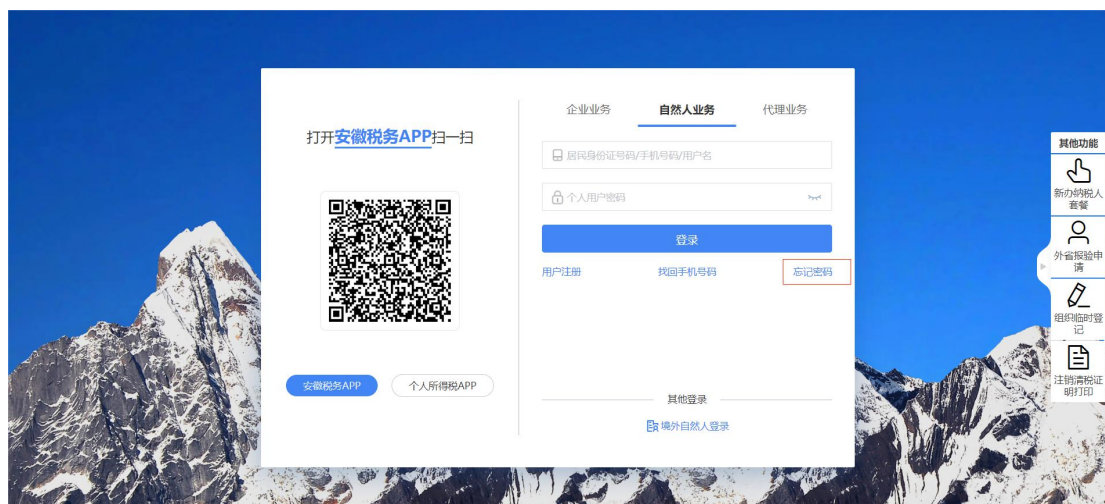 打开安徽税务APP扫一扫
安徽税务APP
个人所得税APP
企业业务
自然人业务
代理业务
居民身份证号码/手机号码/用户名
个人用户密码
登录
用户注册
找回手机号码
忘记密码
其他登录
境外自然人登录
其他功能
新办纳税人
套餐
外省报验申
请
组织临时登
记
注销清税证
明打印